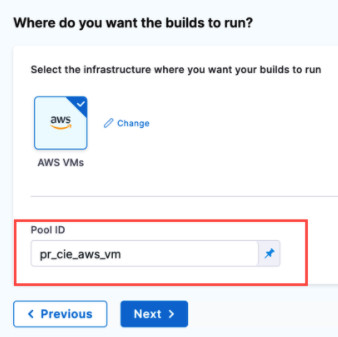 Where do you want the builds to run?
Select the infrastructure where you want your builds to run
aws
Change
AWS VMs
Pool ID
pr_cie_aws_vm
< Previous
Next >